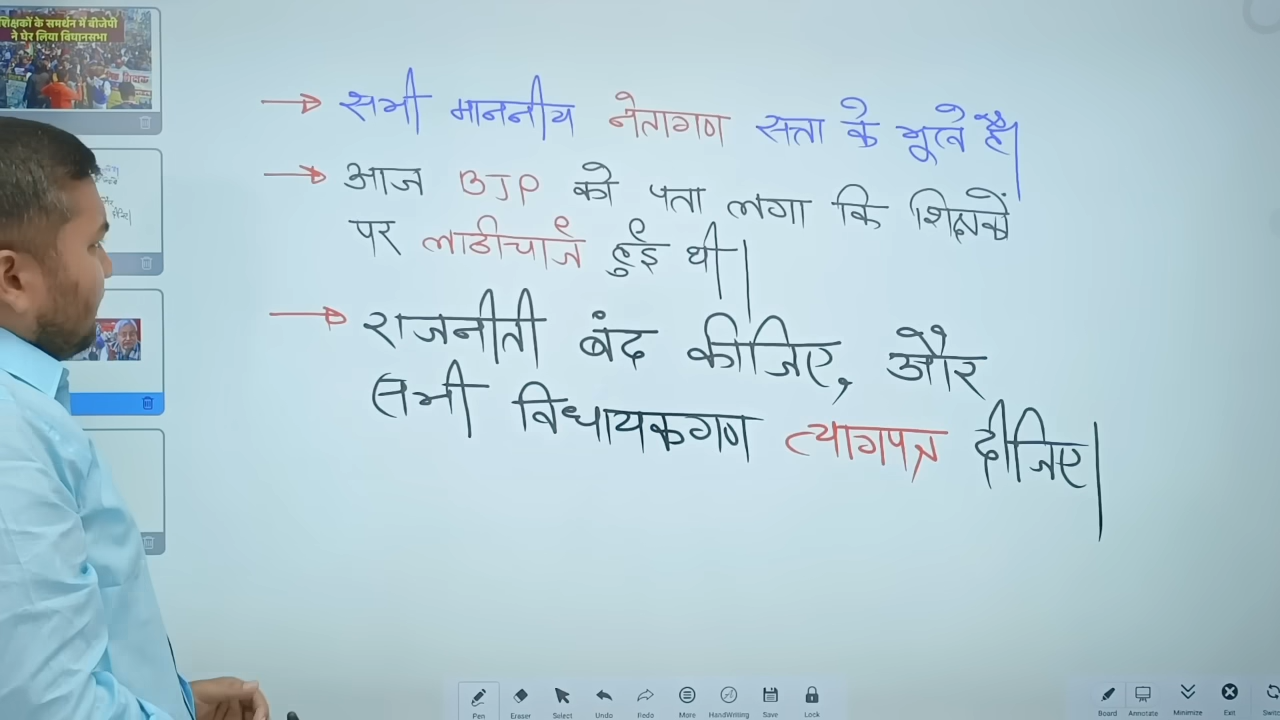 शिक्षकों के समर्थन में बीजेपी
ने घेर लिया विधानसभा
→ सभी माननीय नेतागण सत्ता के भूखे है।
→ आज BJP को पता लगा कि शिक्षकों
पर लाठीचार्ज हुई थी।
→ राजनीती बंद कीजिए, और
सभी विधायकगण त्यागपत्र दीजिए।
Pen Eraser Select Undo Redo More HandWriting Save Lock
Board Annotate Minimize Exit